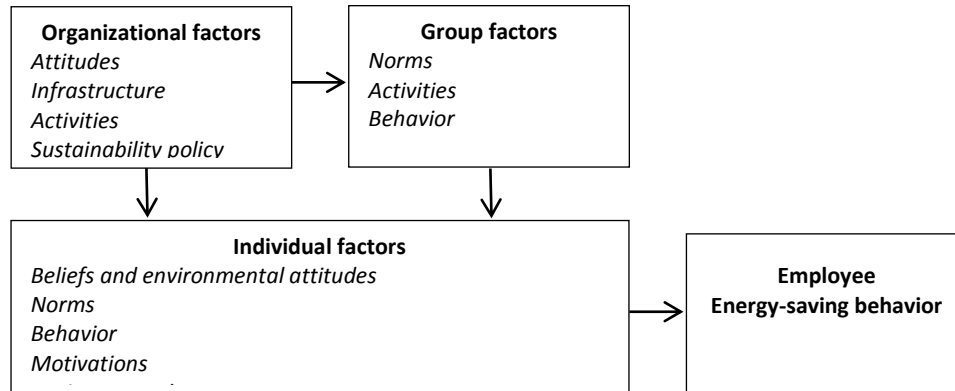 Organizational factors
Attitudes
Infrastructure
Activities
Sustainability policy
Group factors
Norms
Activities
Behavior
Individual factors
Beliefs and environmental attitudes
Norms
Behavior
Motivations
Employee
Energy-saving behavior